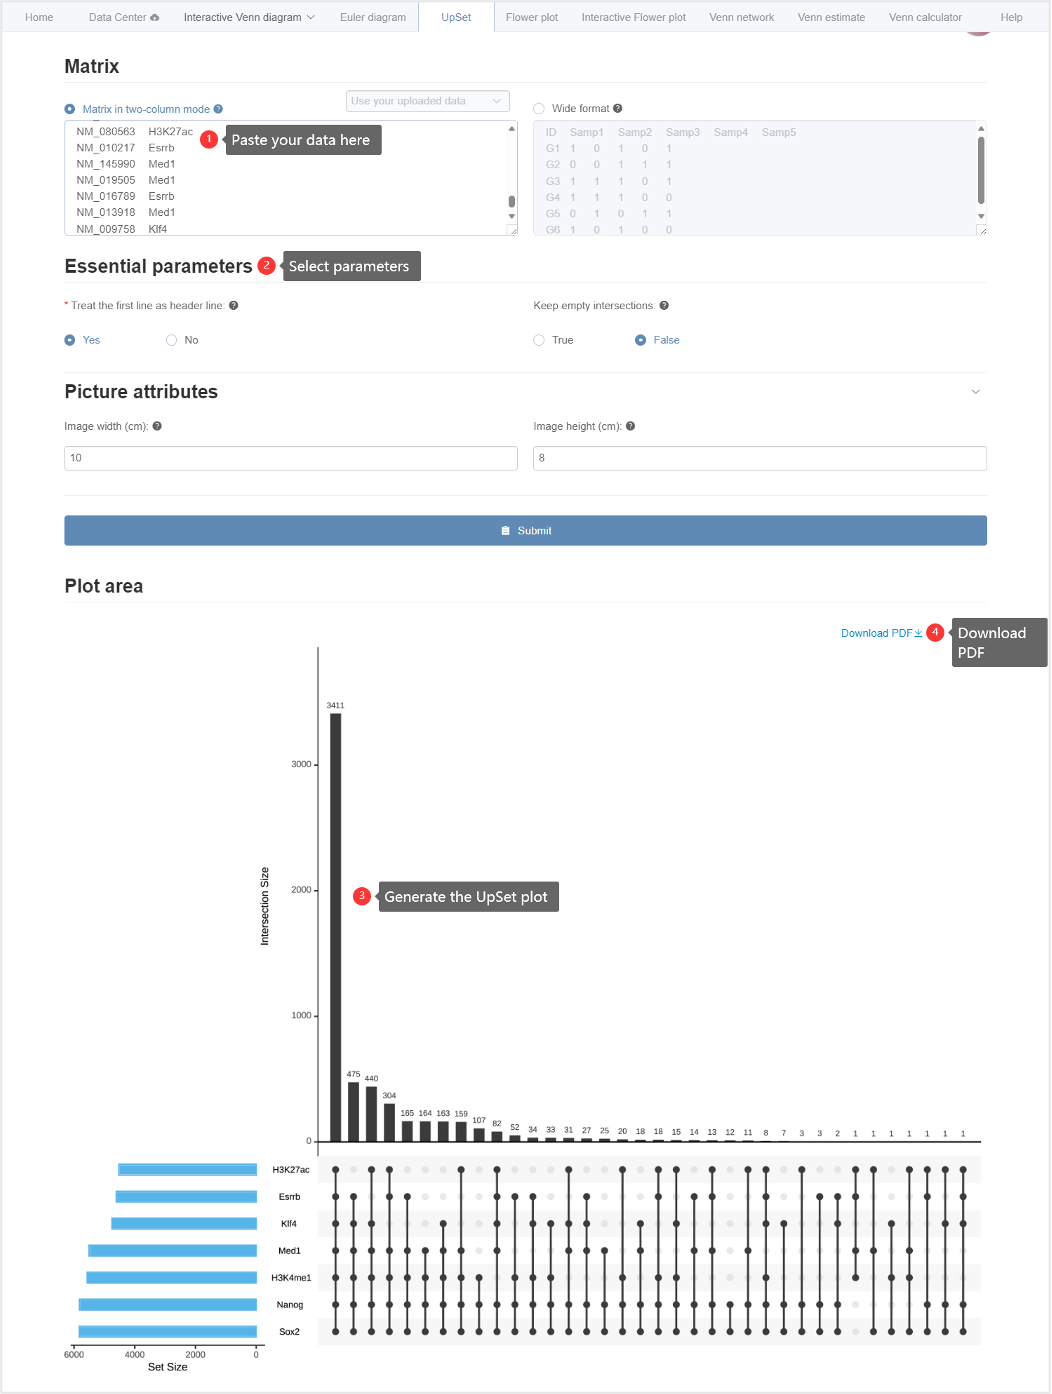 Home Data Center Interactive Venn diagram Euler diagram UpSet Flower plot Interactive Flower plot Venn network Venn estimate Venn calculator Help
Matrix
Matrix in two-column mode ? Use your uploaded data Wide format ?
NM_080563 H3K27ac
NM_010217 Esrrb
NM_145990 Med1
NM_019505 Med1
NM_016789 Esrrb
NM_013918 Med1
NM_009758 Klf4
1 Paste your data here
ID Samp1 Samp2 Samp3 Samp4 Samp5
G1 1 0 1 0 1
G2 0 0 1 1 1
G3 1 1 1 0 1
G4 1 1 1 0 0
G5 0 1 0 1 1
G6 1 0 1 0 0
Essential parameters 2 Select parameters
* Treat the first line as header line: ? Keep empty intersections: ?
Yes No True False
Picture attributes
Image width (cm): ? Image height (cm): ?
10 8
Submit
Plot area
Download PDF 4 Download
PDF
3411
3000
Intersection Size
2000
3 Generate the UpSet plot
1000
475 440 304 165 164 163 159 107 82 52 34 33 31 27 25 20 18 18 15 14 13 12 11 8 7 3 3 2 1 1 1 1 1 1 1
0
H3K27ac
Esrrb
Klf4
Med1
H3K4me1
Nanog
Sox2
6000 4000 2000 0
Set Size